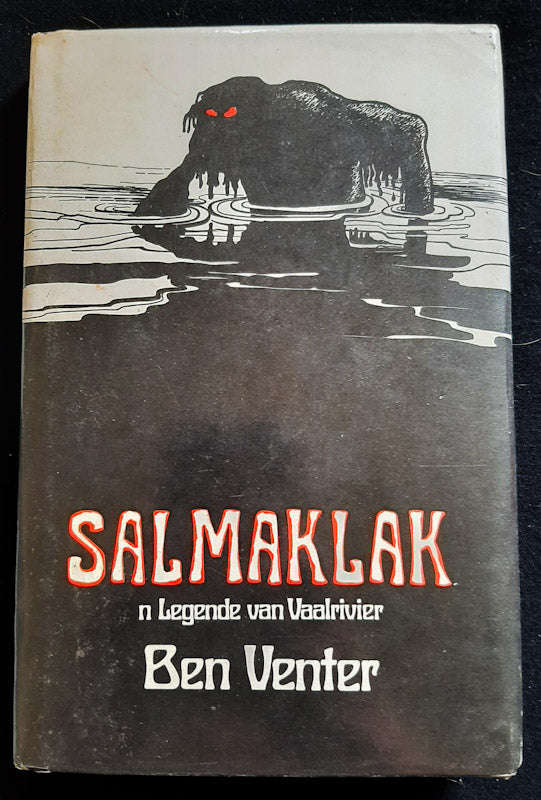 SALMAKLAK
n Legende van Vaalrivier
Ben Venter